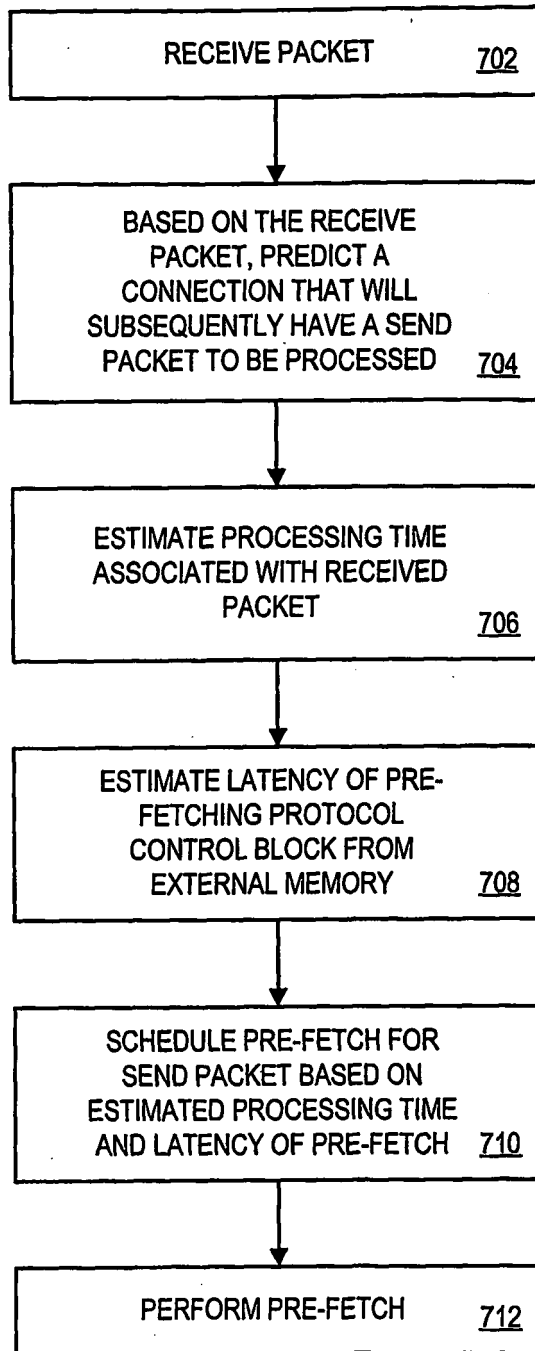 RECEIVE PACKET 702
BASED ON THE RECEIVE
PACKET, PREDICT A
CONNECTION THAT WILL
SUBSEQUENTLY HAVE A SEND
PACKET TO BE PROCESSED 704
ESTIMATE PROCESSING TIME
ASSOCIATED WITH RECEIVED
PACKET
706
ESTIMATE LATENCY OF PRE-
FETCHING PROTOCOL
CONTROL BLOCK FROM
EXTERNAL MEMORY 708
SCHEDULE PRE-FETCH FOR
SEND PACKET BASED ON
ESTIMATED PROCESSING TIME
AND LATENCY OF PRE-FETCH 710
PERFORM PRE-FETCH 712